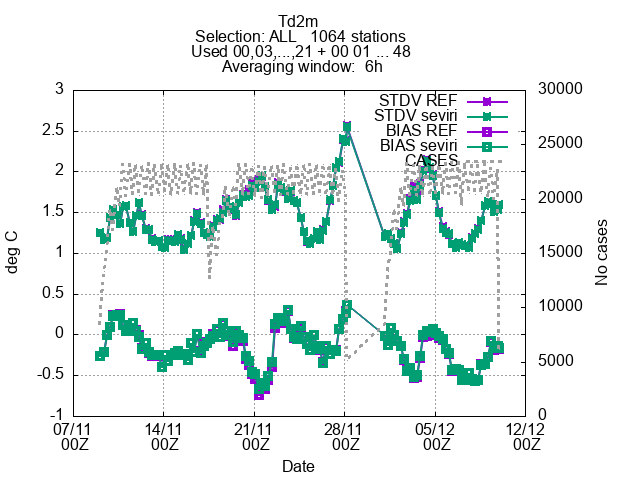 Td2m
Selection: ALL   1064 stations
Used 00,03,...,21 + 00 01 ... 48
Averaging window:  6h
3
2.5
2
1.5
1
0.5
0
-0.5
-1
30000
25000
20000
15000
10000
5000
0
STDV REF
STDV seviri
BIAS REF
BIAS seviri
CASES
deg C
No cases
07/11 00Z
14/11 00Z
21/11 00Z
28/11 00Z
05/12 00Z
12/12 00Z
Date